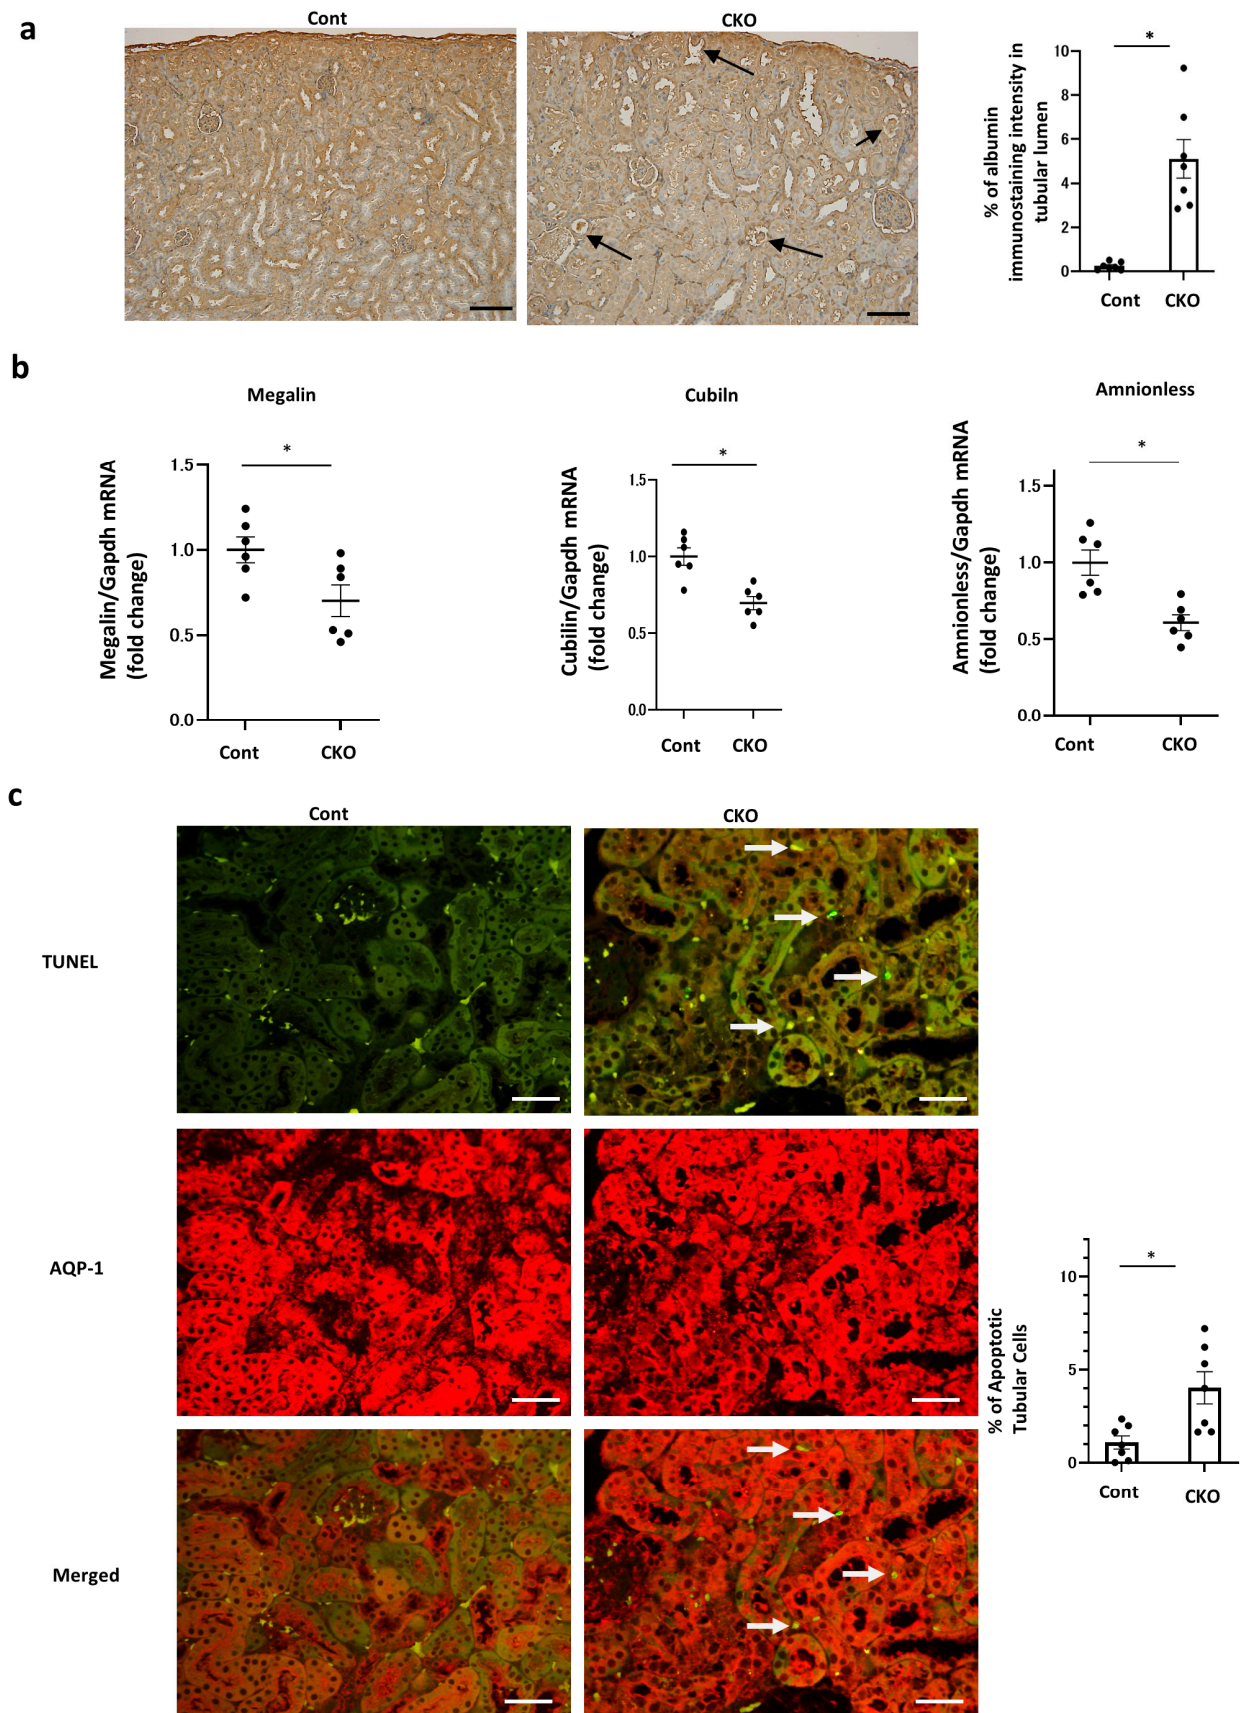 a
Cont
CKO
% of albumin
immunostaining intensity in
tubular lumen
10
8
6
4
2
0
*
Cont
CKO
b
Megalin
Megalin/Gapdh mRNA
(fold change)
1.5
1.0
0.5
0.0
*
Cont
CKO
Cubiln
Cubilin/Gapdh mRNA
(fold change)
1.5
1.0
0.5
0.0
*
Cont
CKO
Amnionless
Amnionless/Gapdh mRNA
(fold change)
1.5
1.0
0.5
0.0
*
Cont
CKO
c
Cont
CKO
TUNEL
AQP-1
Merged
% of Apoptotic
Tubular Cells
10
5
0
*
Cont
CKO